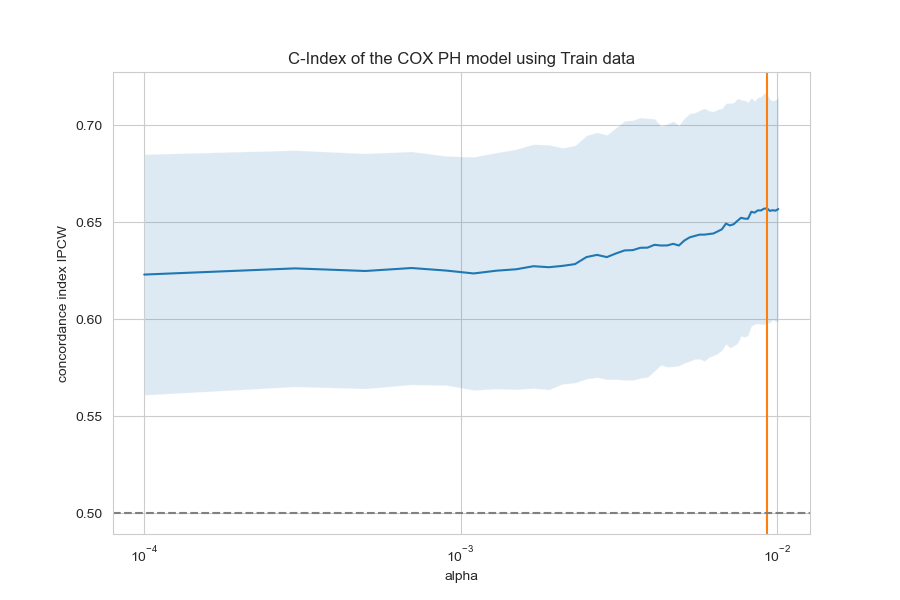 C-Index of the COX PH model using Train data
concordance index IPCW
0.70
0.65
0.60
0.55
0.50
10⁻⁴
10⁻³
10⁻²
alpha